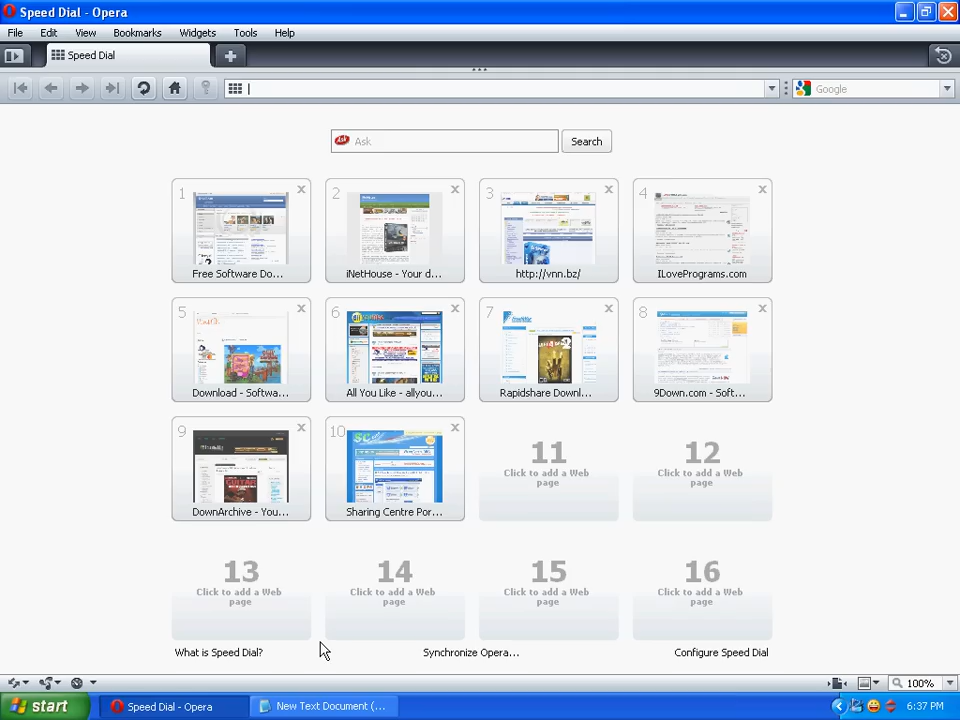 Speed Dial - Opera
File Edit View Bookmarks Widgets Tools Help
Speed Dial
Google
Ask Ask Search
1 2 3 4
Free Software Do... iNetHouse - Your d... http://vnn.bz/ ILovePrograms.com
5 6 7 8
Download - Softwa... All You Like - allyou... Rapidshare Downl... 9Down.com - Soft...
9 10 11 12
Click to add a Web page Click to add a Web page
DownArchive - You... Sharing Centre Por...
13 14 15 16
Click to add a Web page Click to add a Web page Click to add a Web page Click to add a Web page
What is Speed Dial? Synchronize Opera... Configure Speed Dial
100%
start Speed Dial - Opera New Text Document (... 6:37 PM